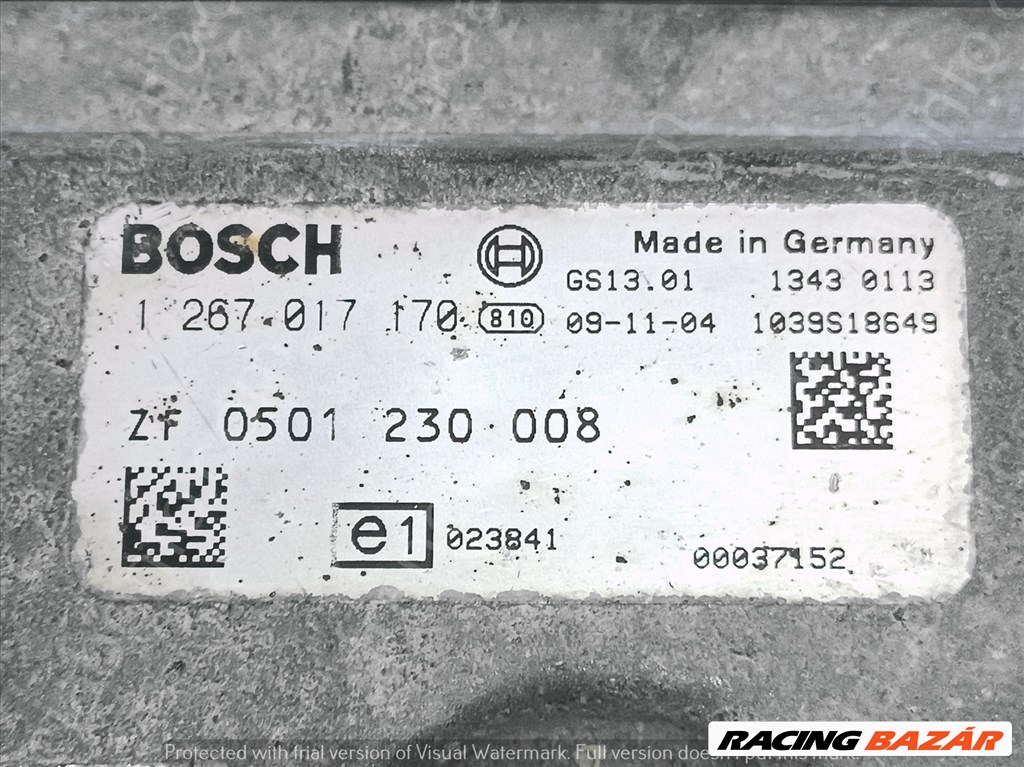 BOSCH
Made in Germany
GS13.01 1343 0113
1 267 017 170 810 09-11-04 1039S18649
ZF 0501 230 008
e1 023841
00037152
Protected with trial version of Visual Watermark. Full version doesn't put this mark.
RACING BAZÁR